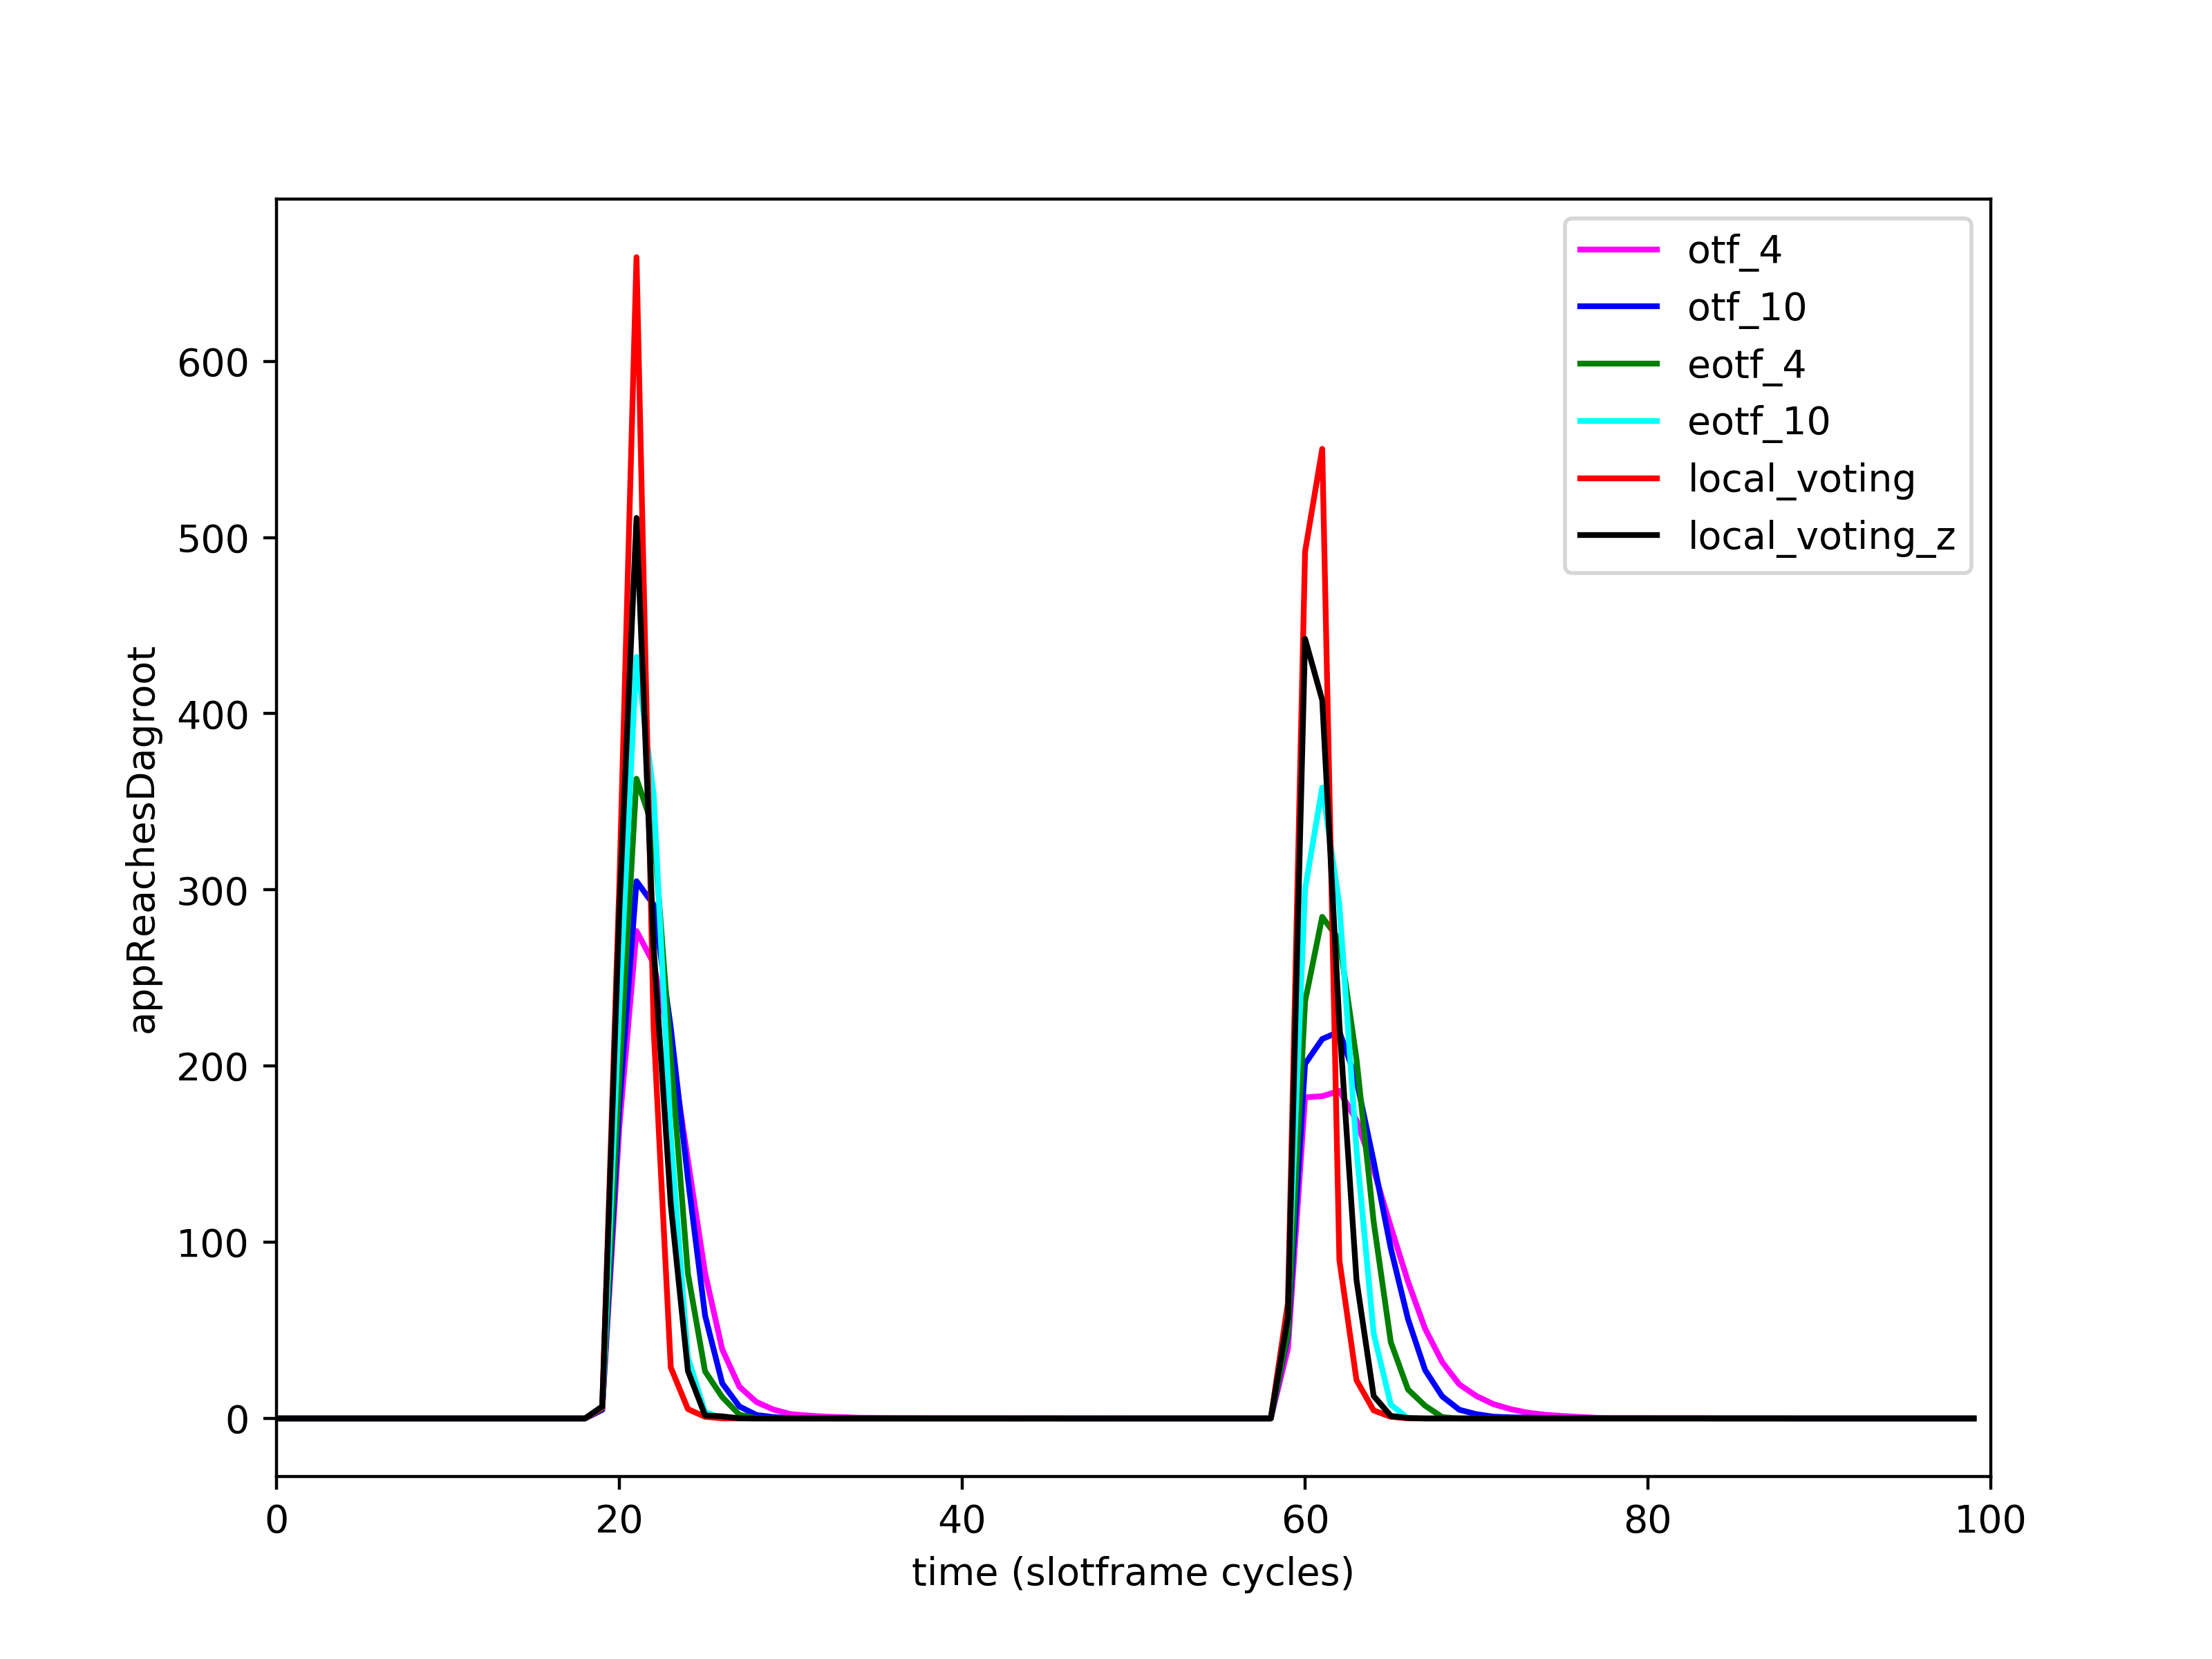 otf_4
otf_10
eotf_4
eotf_10
local_voting
local_voting_z
appReachesDagroot
600
500
400
300
200
100
0
0 20 40 60 80 100
time (slotframe cycles)